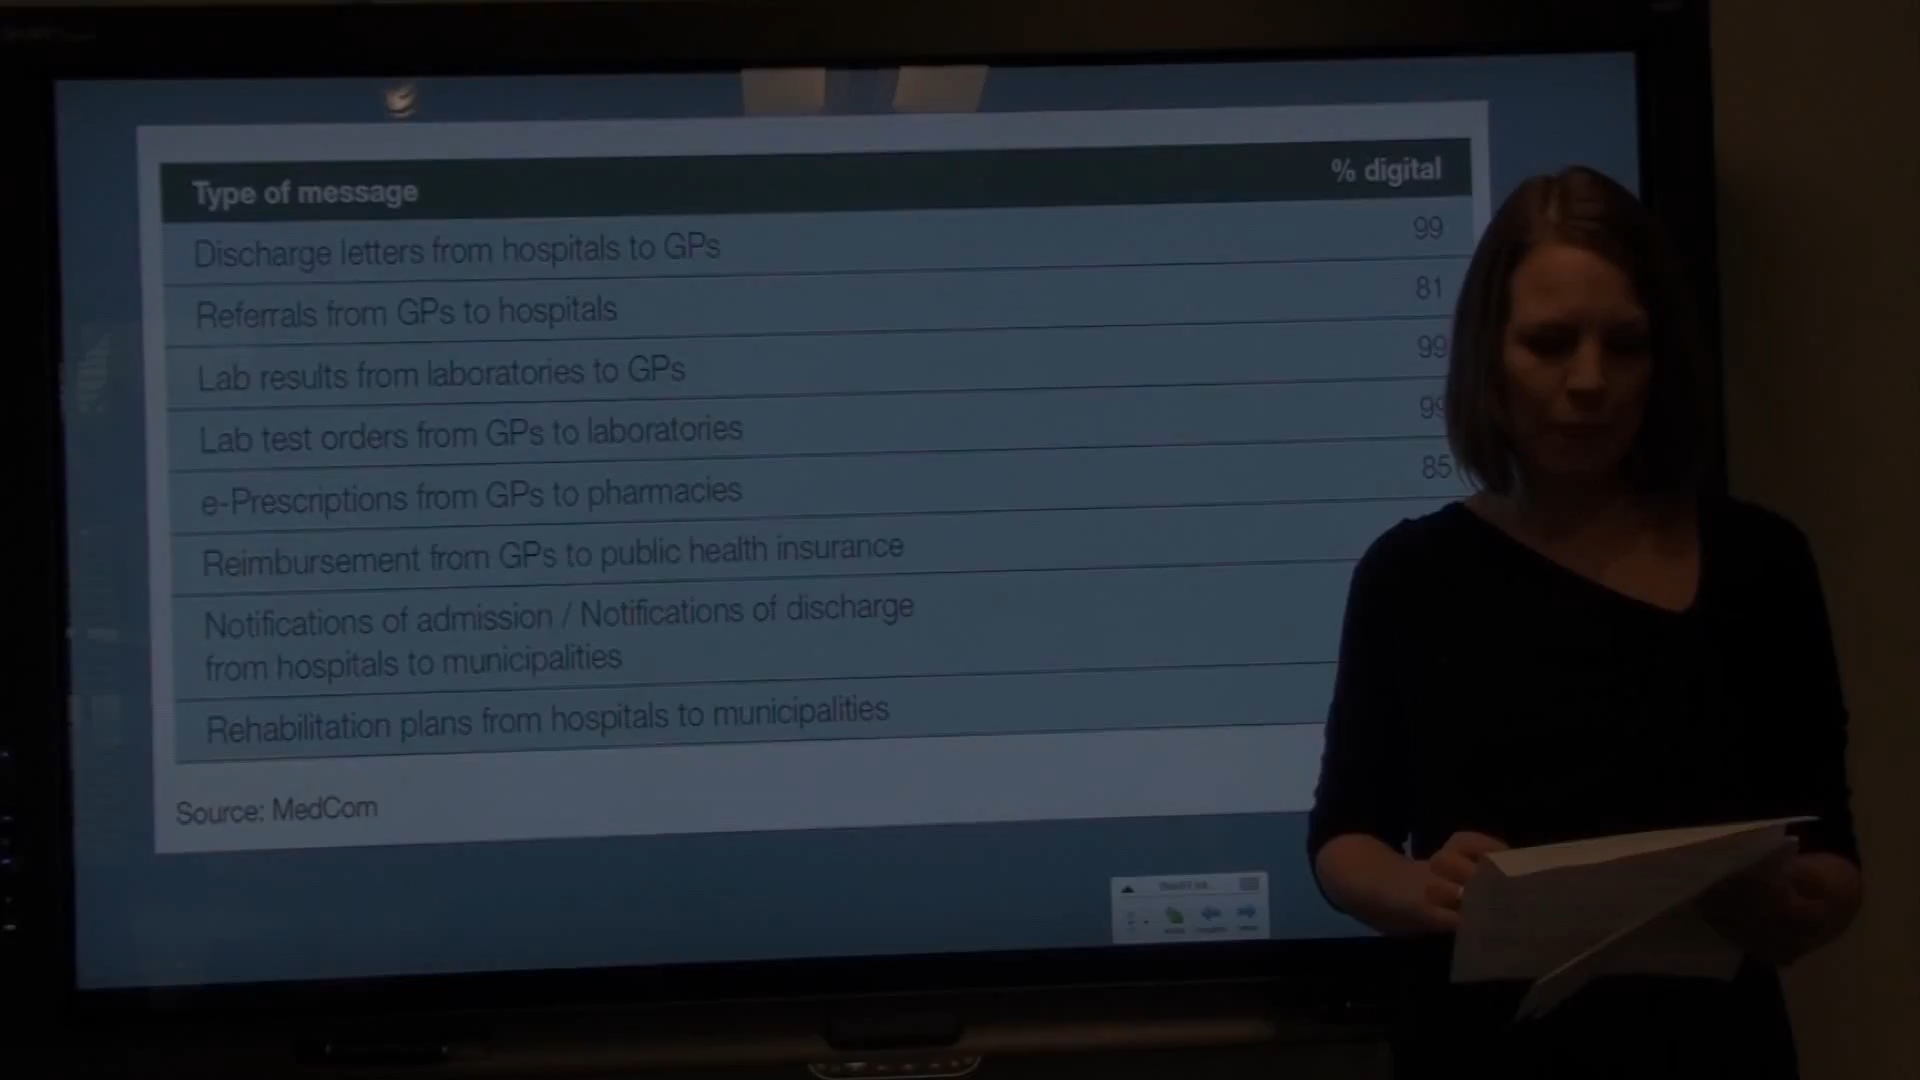 Type of message % digital
Discharge letters from hospitals to GPs 99
Referrals from GPs to hospitals 81
Lab results from laboratories to GPs 99
Lab test orders from GPs to laboratories 99
e-Prescriptions from GPs to pharmacies 85
Reimbursement from GPs to public health insurance
Notifications of admission / Notifications of discharge
from hospitals to municipalities
Rehabilitation plans from hospitals to municipalities
Source: MedCom